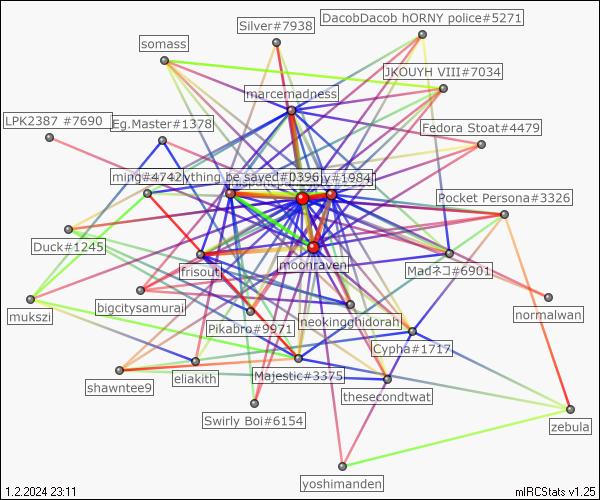 DacobDacob hORNY police#5271
Silver#7938
somass
JKOUYH VIII#7034
marcemadness
LPK2387 #7690
Eg.Master#1378
Fedora Stoat#4479
ming#4742
ything be saved#0396
y#1984
Pocket Persona#3326
Duck#1245
frisout
moonraven
Madネコ#6901
mukszi
bigcitysamurai
Pikabro#9971
neokingghidorah
normalwan
Cypha#1717
shawntee9
eliakith
Majestic#3375
thesecondtwat
Swirly Boi#6154
zebula
yoshimanden
1.2.2024 23:11
mIRCStats v1.25